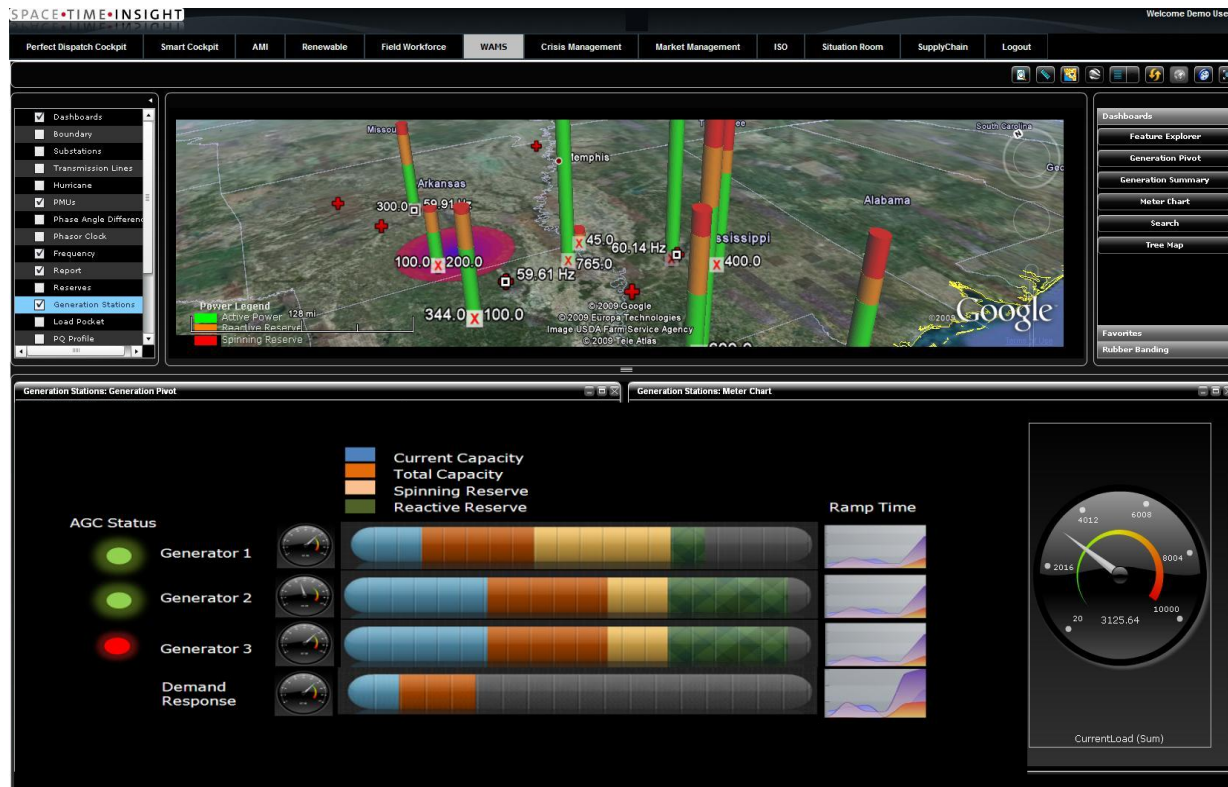 SPACE•TIME•INSIGHT
Welcome Demo Use
Perfect Dispatch Cockpit
Smart Cockpit
AMI
Renewable
Field Workforce
WAMS
Crisis Management
Market Management
ISO
Situation Room
SupplyChain
Logout
Dashboards
Boundary
Substations
Transmission Lines
Hurricane
PMUs
Phase Angle Differen
Phasor Clock
Frequency
Report
Reserves
Generation Stations
Load Pocket
PQ Profile
Missou
South Carolina
Memphis
Arkansas
Alabama
ssissippi
300.0
59.91 Hz
45.0
60.14 Hz
100.0 X 200.0
X 765.0
X 400.0
59.61 Hz
344.0 X 100.0
Power Legend
Active Power
128 mi
Reactive Reserve
Spinning Reserve
© 2009 Google
© 2009 Europa Technologies
Image USDA Farm Service Agency
© 2009 Tele Atlas
©2009 Google
Dashboards
Feature Explorer
Generation Pivot
Generation Summary
Meter Chart
Search
Tree Map
Favorites
Rubber Banding
Generation Stations: Generation Pivot
Generation Stations: Meter Chart
Current Capacity
Total Capacity
Spinning Reserve
Reactive Reserve
AGC Status
Ramp Time
Generator 1
Generator 2
Generator 3
Demand
Response
4012
6008
2016
8004
20
3125.64
10000
CurrentLoad (Sum)